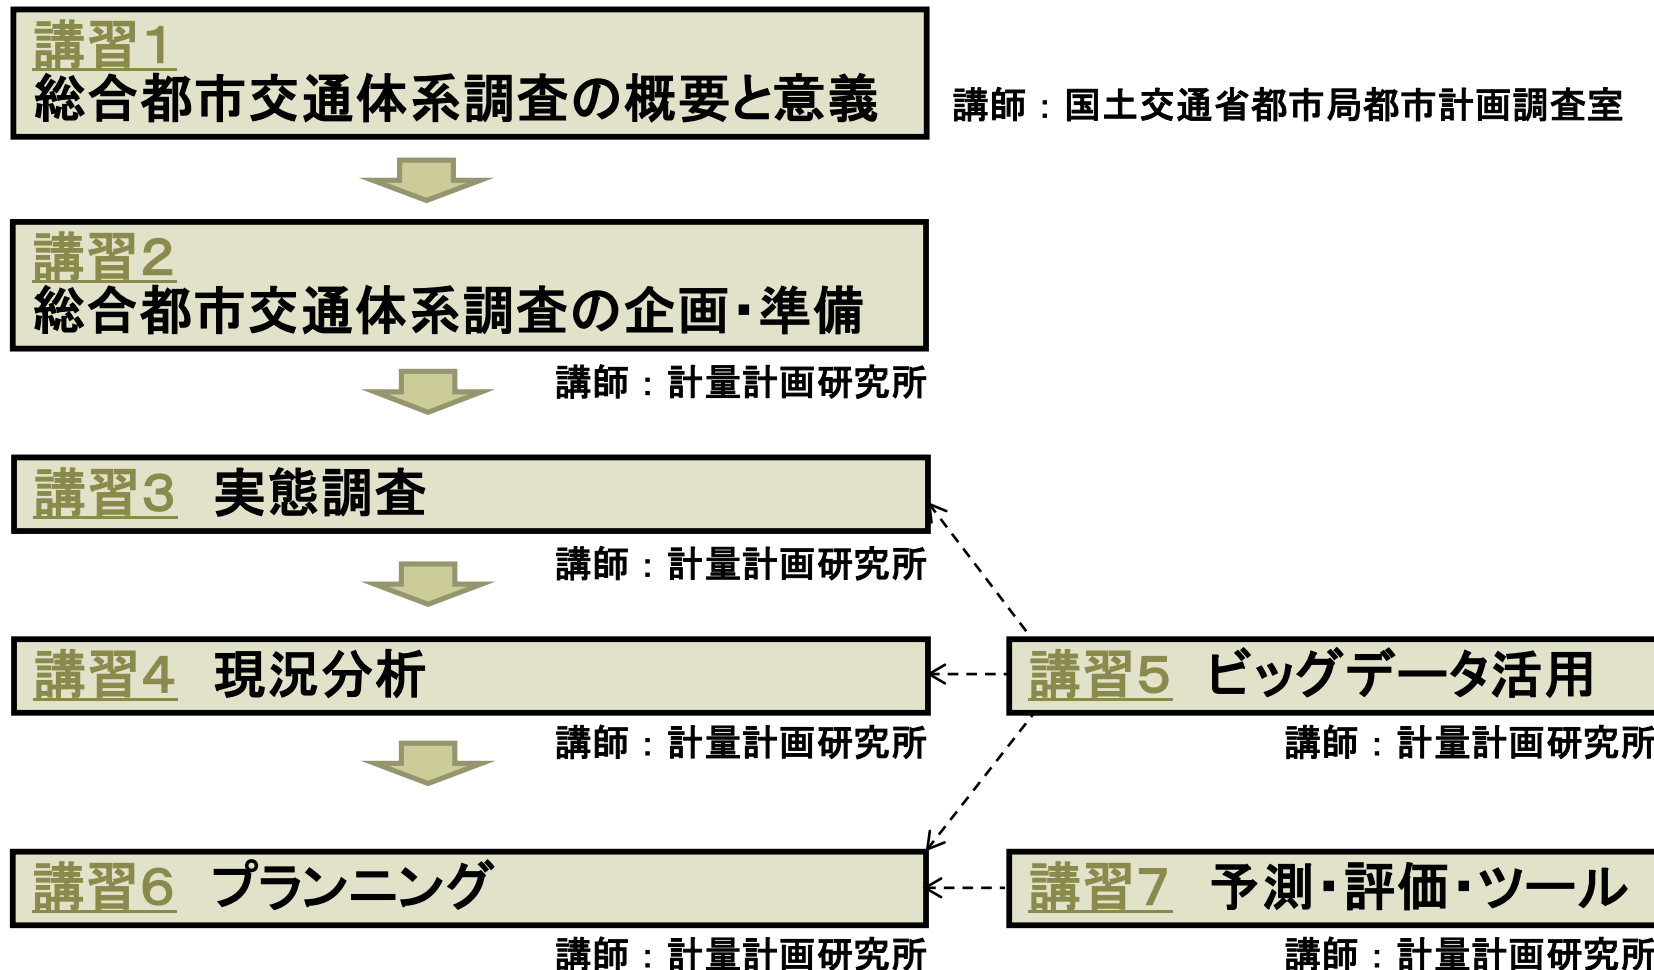 講習1
総合都市交通体系調査の概要と意義
講師：国土交通省都市局都市計画調査室
講習2
総合都市交通体系調査の企画・準備
講師：計量計画研究所
講習3 実態調査
講師：計量計画研究所
講習4 現況分析
講師：計量計画研究所
講習5 ビッグデータ活用
講師：計量計画研究所
講習6 プランニング
講師：計量計画研究所
講習7 予測・評価・ツール
講師：計量計画研究所